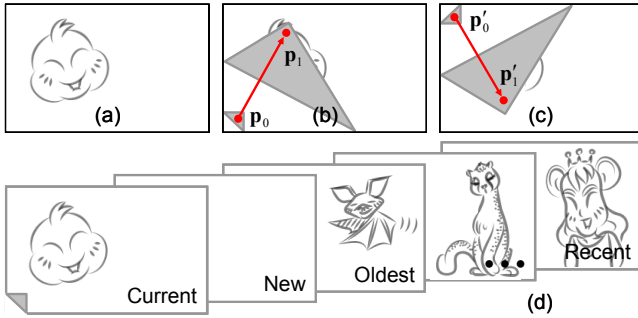 (a)
p₁
p₀
(b)
p′₀
p′₁
(c)
Current
New
Oldest
Recent
(d)